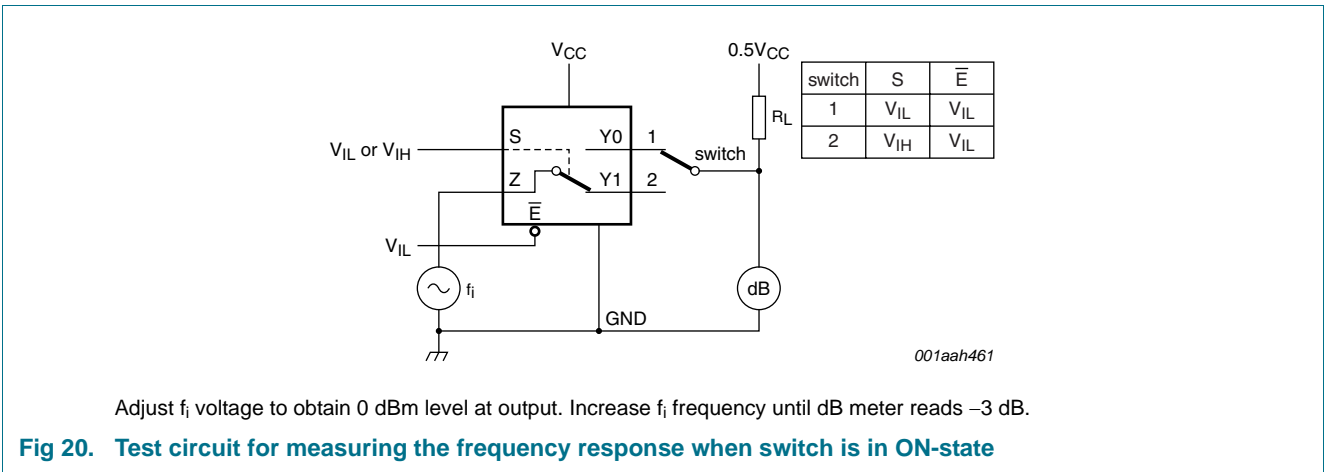 VCC
0.5VCC
switch S E̅
1 VIL VIL
2 VIH VIL
RL
VIL or VIH
S
Y0
1
switch
Z
Y1
2
E̅
VIL
fi
dB
GND
001aah461
Adjust fi voltage to obtain 0 dBm level at output. Increase fi frequency until dB meter reads −3 dB.
Fig 20. Test circuit for measuring the frequency response when switch is in ON-state